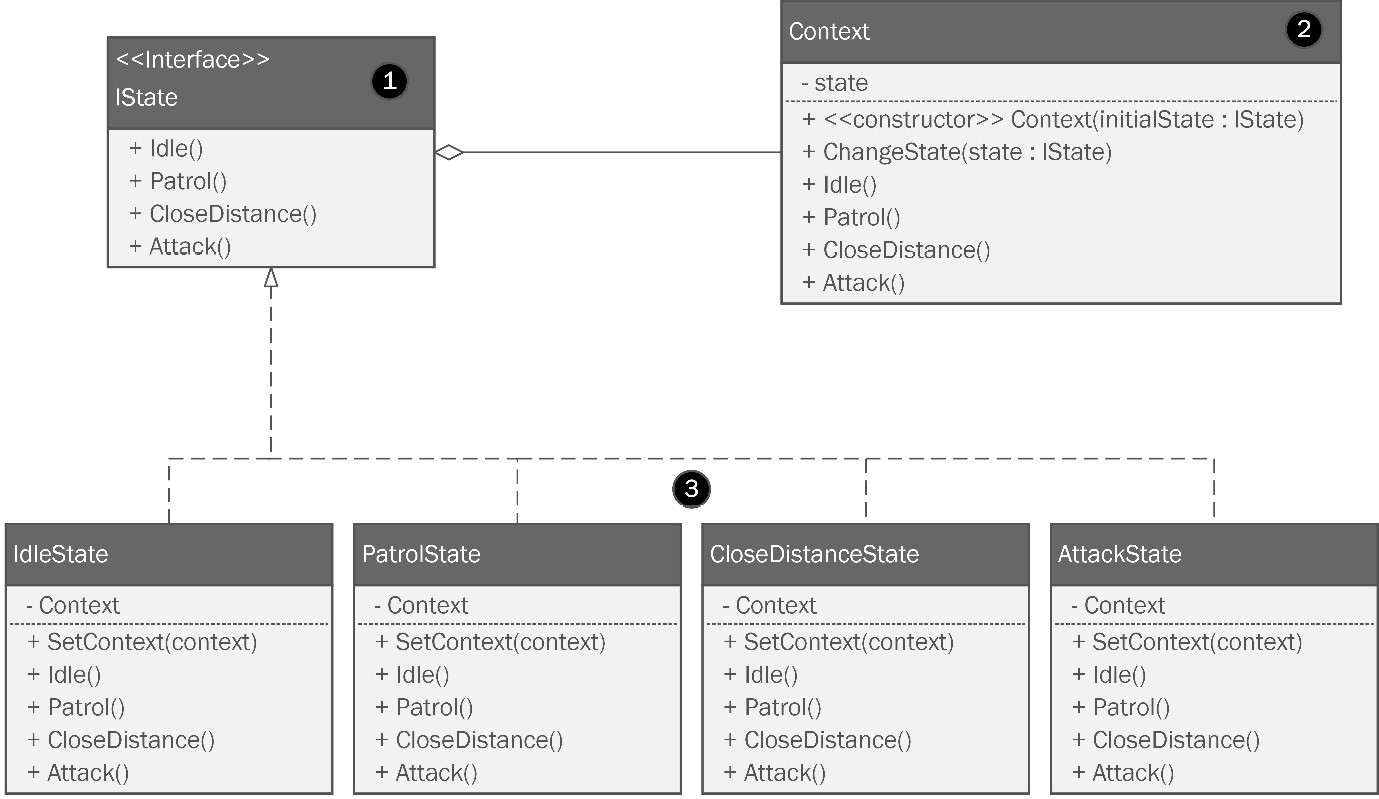 <<Interface>>
IState
1
+ Idle()
+ Patrol()
+ CloseDistance()
+ Attack()
Context
2
- state
+ <<constructor>> Context(initialState : IState)
+ ChangeState(state : IState)
+ Idle()
+ Patrol()
+ CloseDistance()
+ Attack()
3
IdleState
- Context
+ SetContext(context)
+ Idle()
+ Patrol()
+ CloseDistance()
+ Attack()
PatrolState
- Context
+ SetContext(context)
+ Idle()
+ Patrol()
+ CloseDistance()
+ Attack()
CloseDistanceState
- Context
+ SetContext(context)
+ Idle()
+ Patrol()
+ CloseDistance()
+ Attack()
AttackState
- Context
+ SetContext(context)
+ Idle()
+ Patrol()
+ CloseDistance()
+ Attack()